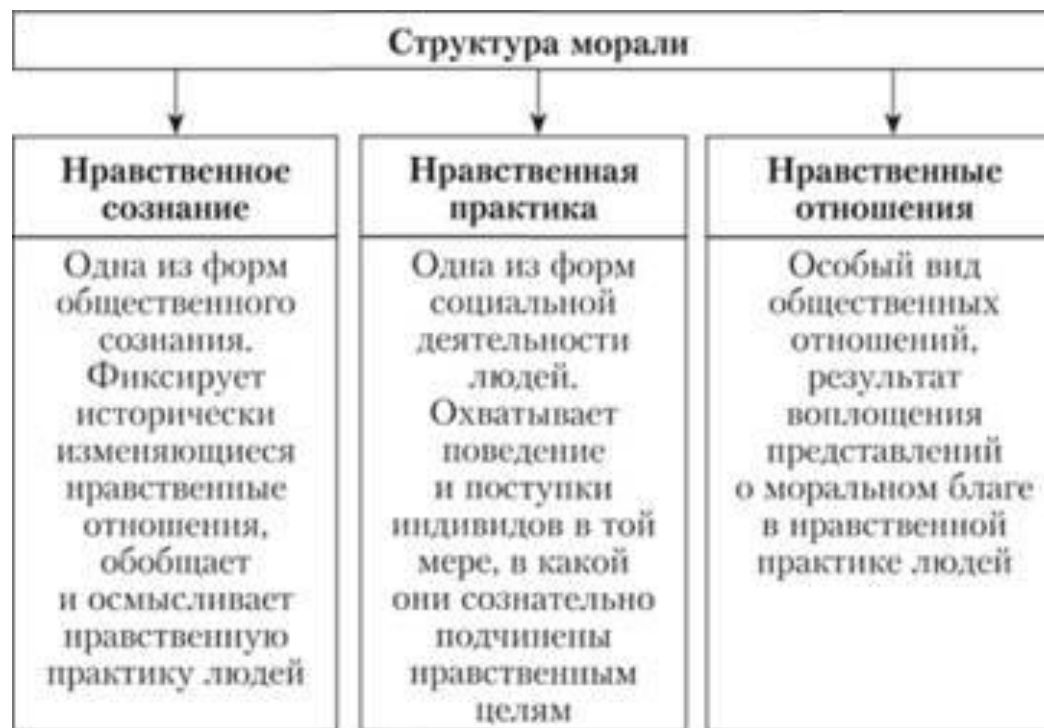 Структура морали
Нравственное
сознание
Одна из форм
общественного
сознания.
Фиксирует
исторически
изменяющиеся
нравственные
отношения,
обобщает
и осмысливает
нравственную
практику людей
Нравственная
практика
Одна из форм
социальной
деятельности
людей.
Охватывает
поведение
и поступки
индивидов в той
мере, в какой
они сознательно
подчинены
нравственным
целям
Нравственные
отношения
Особый вид
общественных
отношений,
результат
воплощения
представлений
о моральном благе
в нравственной
практике людей